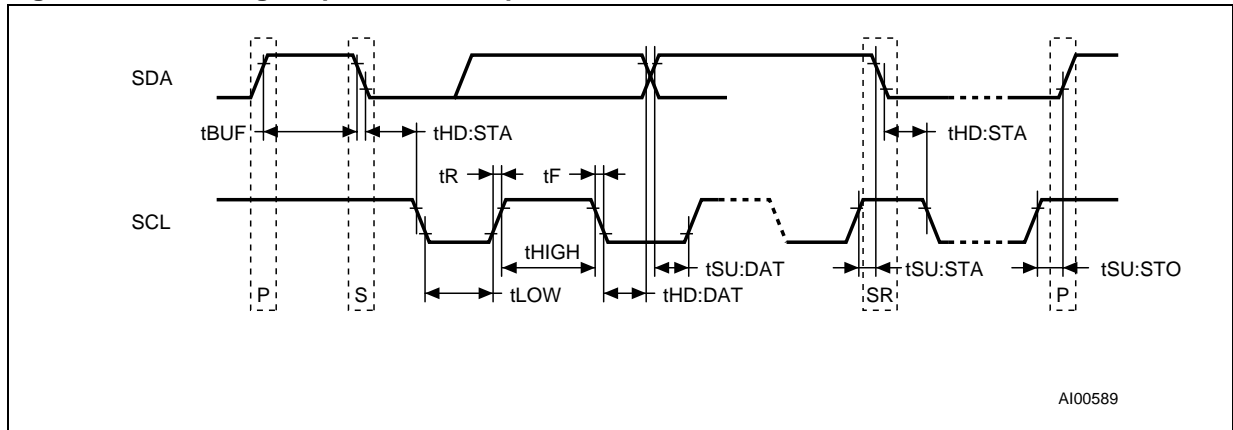 SDA
tBUF
tHD:STA
tHD:STA
tR
tF
SCL
tHIGH
tSU:DAT
tSU:STA
tSU:STO
P
S
tLOW
tHD:DAT
SR
P
AI00589